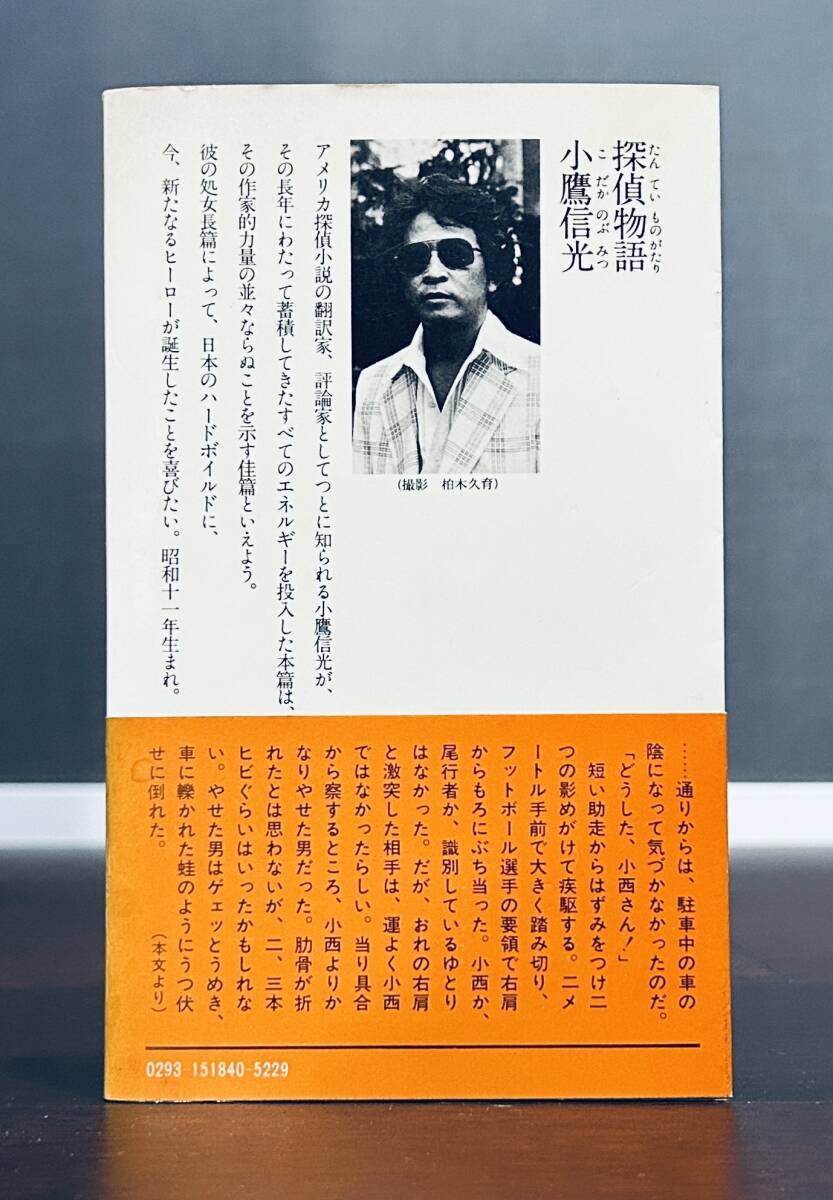 探偵物語
たんていものがたり
小鷹信光
こだかのぶみつ
(撮影　柏木久育)
アメリカ探偵小説の翻訳家、評論家としてつとに知られる小鷹信光が、
その長年にわたって蓄積してきたすべてのエネルギーを投入した本篇は、
その作家的力量の並々ならぬことを示す佳篇といえよう。
彼の処女長篇によって、日本のハードボイルドに、
今、新たなるヒーローが誕生したことを喜びたい。昭和十一年生まれ。
……通りからは、駐車中の車の
陰になって気づかなかったのだ。
「どうした、小西さん！」
短い助走からはずみをつけ二
つの影めがけて疾駆する。二メ
ートル手前で大きく踏み切り、
フットボール選手の要領で右肩
からもろにぶち当った。小西か、
尾行者か、識別しているゆとり
はなかった。だが、おれの右肩
と激突した相手は、運よく小西
ではなかったらしい。当り具合
から察するところ、小西よりか
なりやせた男だった。肋骨が折
れたとは思わないが、二、三本
ヒビぐらいはいったかもしれな
い。やせた男はゲェッとうめき、
車に轢かれた蛙のようにうつ伏
せに倒れた。
(本文より)
0293-151840-5229